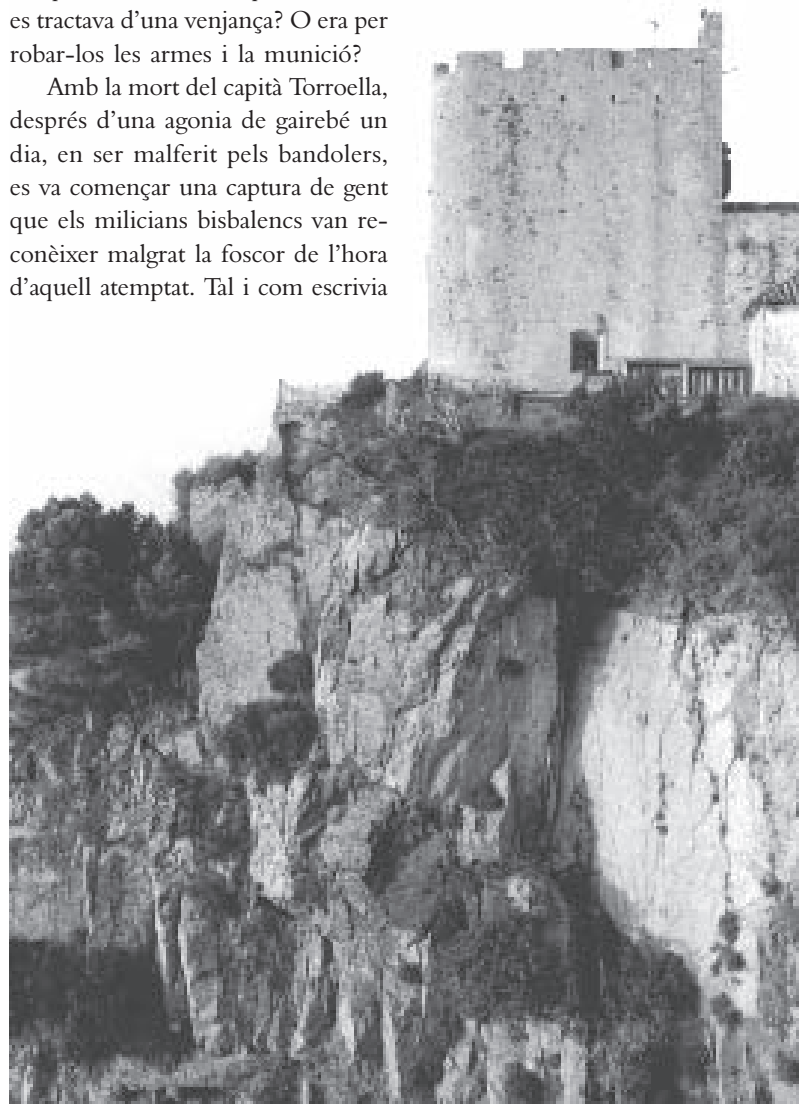 es tractava d’una venjança? O era per
robar-los les armes i la munició?
Amb la mort del capità Torroella,
després d’una agonia de gairebé un
dia, en ser malferit pels bandolers,
es va començar una captura de gent
que els milicians bisbalencs van re-
conèixer malgrat la foscor de l’hora
d’aquell atemptat. Tal i com escrivia